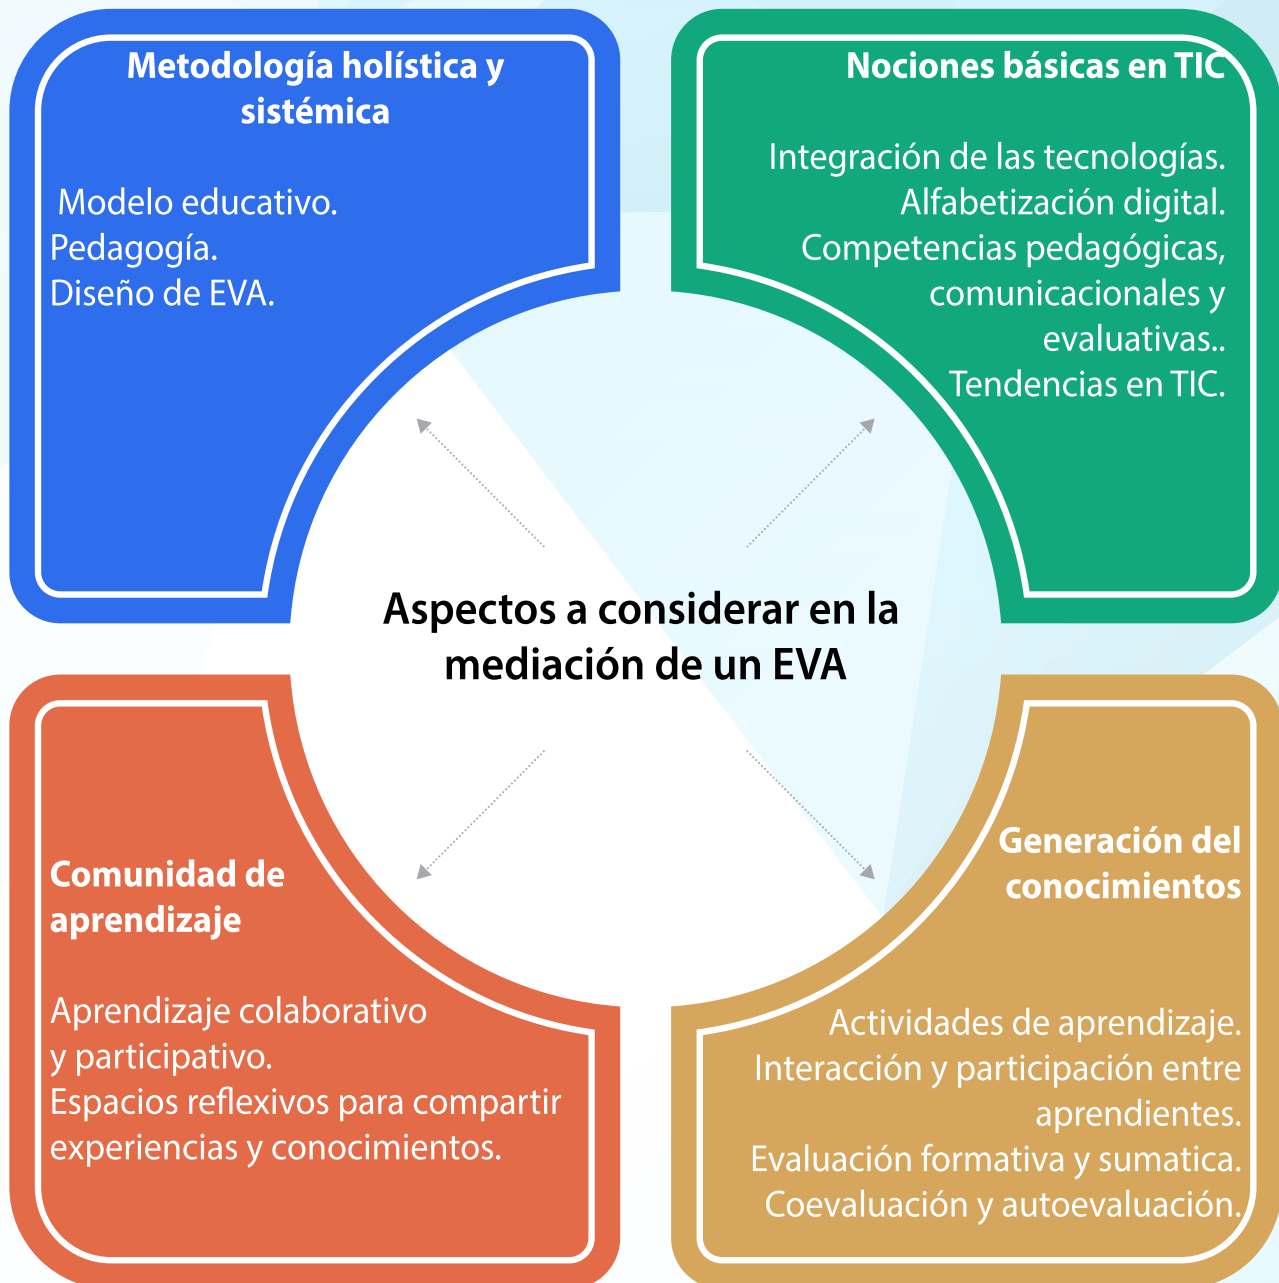 Metodología holística y
sistémica
Modelo educativo.
Pedagogía.
Diseño de EVA.
Nociones básicas en TIC
Integración de las tecnologías.
Alfabetización digital.
Competencias pedagógicas,
comunicacionales y
evaluativas..
Tendencias en TIC.
Aspectos a considerar en la
mediación de un EVA
Comunidad de
aprendizaje
Aprendizaje colaborativo
y participativo.
Espacios reflexivos para compartir
experiencias y conocimientos.
Generación del
conocimientos
Actividades de aprendizaje.
Interacción y participación entre
aprendientes.
Evaluación formativa y sumatica.
Coevaluación y autoevaluación.